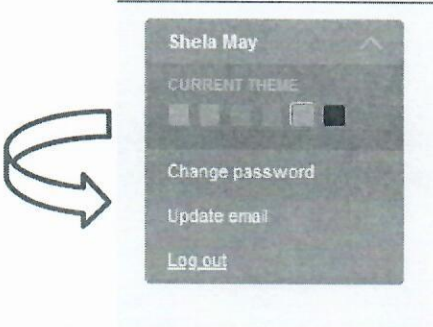 Shela May
CURRENT THEME
Change password
Update email
Log out